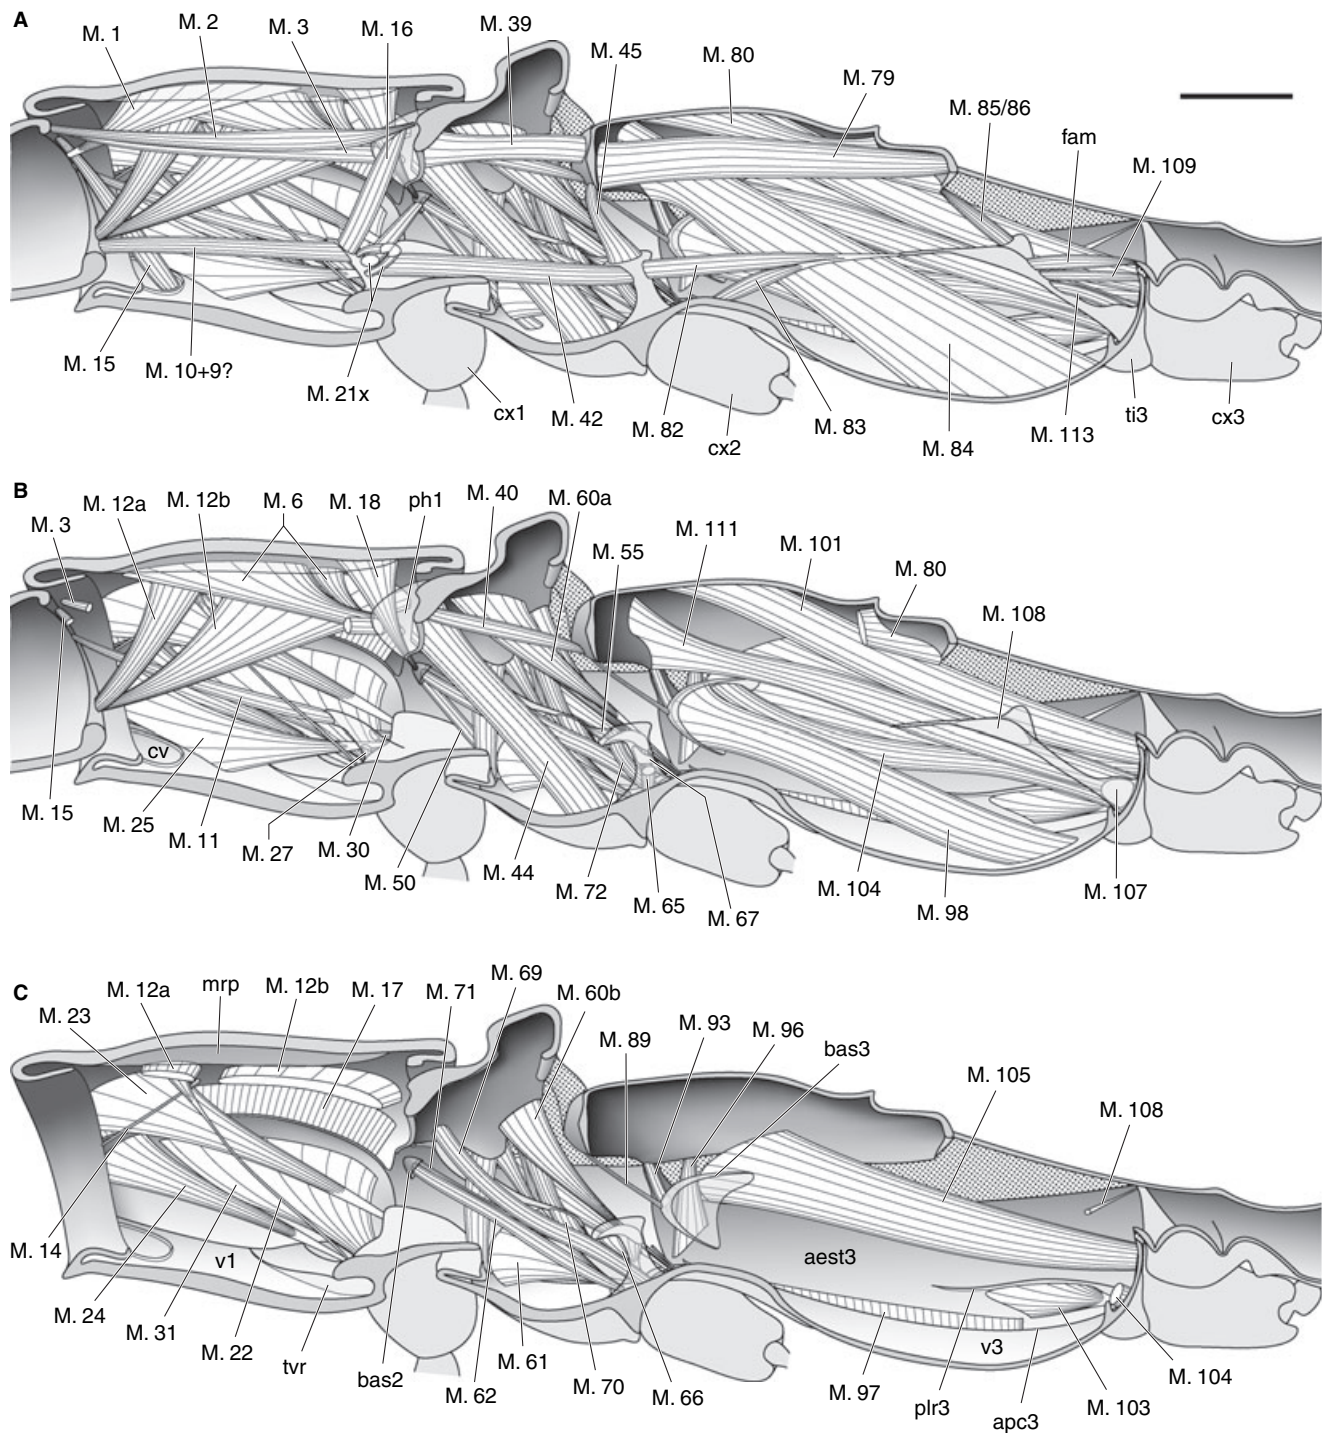 A
M. 1
M. 2
M. 3
M. 16
M. 39
M. 45
M. 80
M. 79
M. 85/86
fam
M. 109
M. 15
M. 10+9?
M. 21x
cx1
M. 42
M. 82
cx2
M. 83
M. 84
M. 113
ti3
cx3
B
M. 3
M. 12a
M. 12b
M. 6
M. 18
ph1
M. 40
M. 60a
M. 55
M. 111
M. 101
M. 80
M. 108
cv
M. 15
M. 25
M. 11
M. 27
M. 30
M. 50
M. 44
M. 72
M. 65
M. 67
M. 104
M. 98
M. 107
C
M. 23
M. 12a
mrp
M. 12b
M. 17
M. 71
M. 69
M. 60b
M. 89
M. 93
M. 96
bas3
M. 105
M. 108
M. 14
v1
aest3
v3
M. 24
M. 31
M. 22
tvr
bas2
M. 62
M. 61
M. 70
M. 66
M. 97
plr3
apc3
M. 103
M. 104